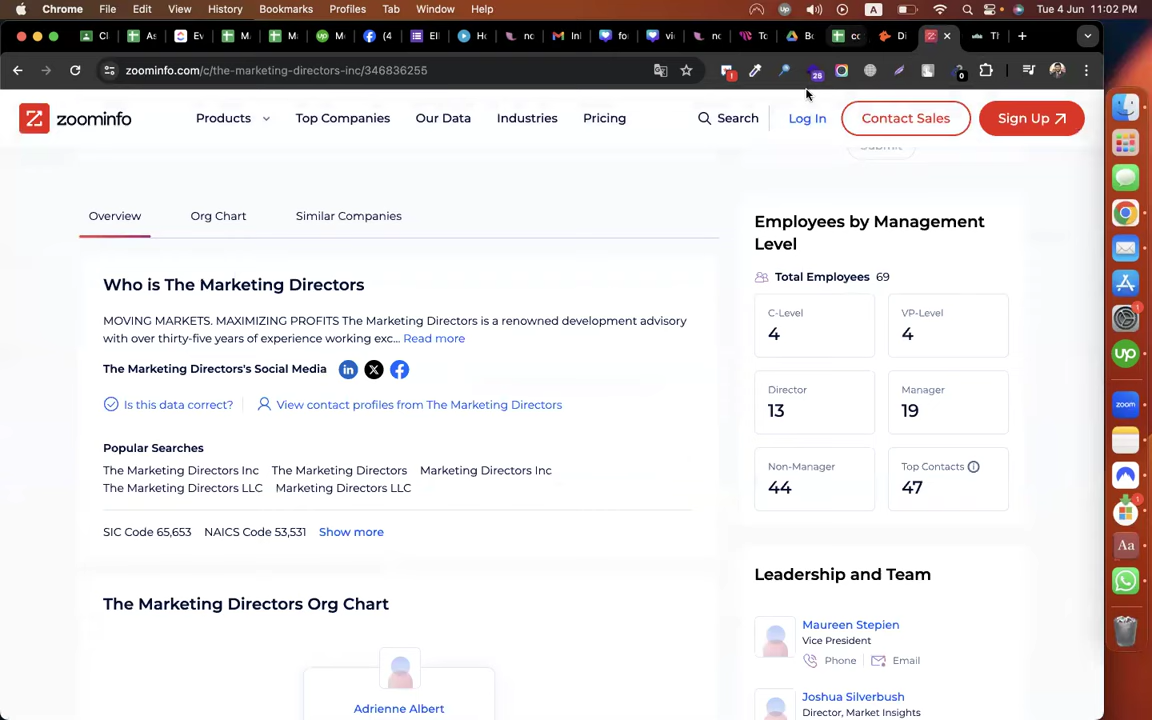 Chrome File Edit View History Bookmarks Profiles Tab Window Help
A
Tue 4 Jun 11:02 PM
zoominfo.com/c/the-marketing-directors-inc/346836255
26
0
zoominfo
Products
Top Companies
Our Data
Industries
Pricing
Search
Log In
Contact Sales
Sign Up
Submit
Overview
Org Chart
Similar Companies
Who is The Marketing Directors
MOVING MARKETS. MAXIMIZING PROFITS The Marketing Directors is a renowned development advisory
with over thirty-five years of experience working exc... Read more
The Marketing Directors's Social Media
Is this data correct?
View contact profiles from The Marketing Directors
Popular Searches
The Marketing Directors Inc The Marketing Directors Marketing Directors Inc
The Marketing Directors LLC Marketing Directors LLC
SIC Code 65,653 NAICS Code 53,531 Show more
The Marketing Directors Org Chart
Adrienne Albert
Employees by Management
Level
Total Employees 69
C-Level
4
VP-Level
4
Director
13
Manager
19
Non-Manager
44
Top Contacts
47
Leadership and Team
Maureen Stepien
Vice President
Phone Email
Joshua Silverbush
Director, Market Insights
up
zoom
Aa